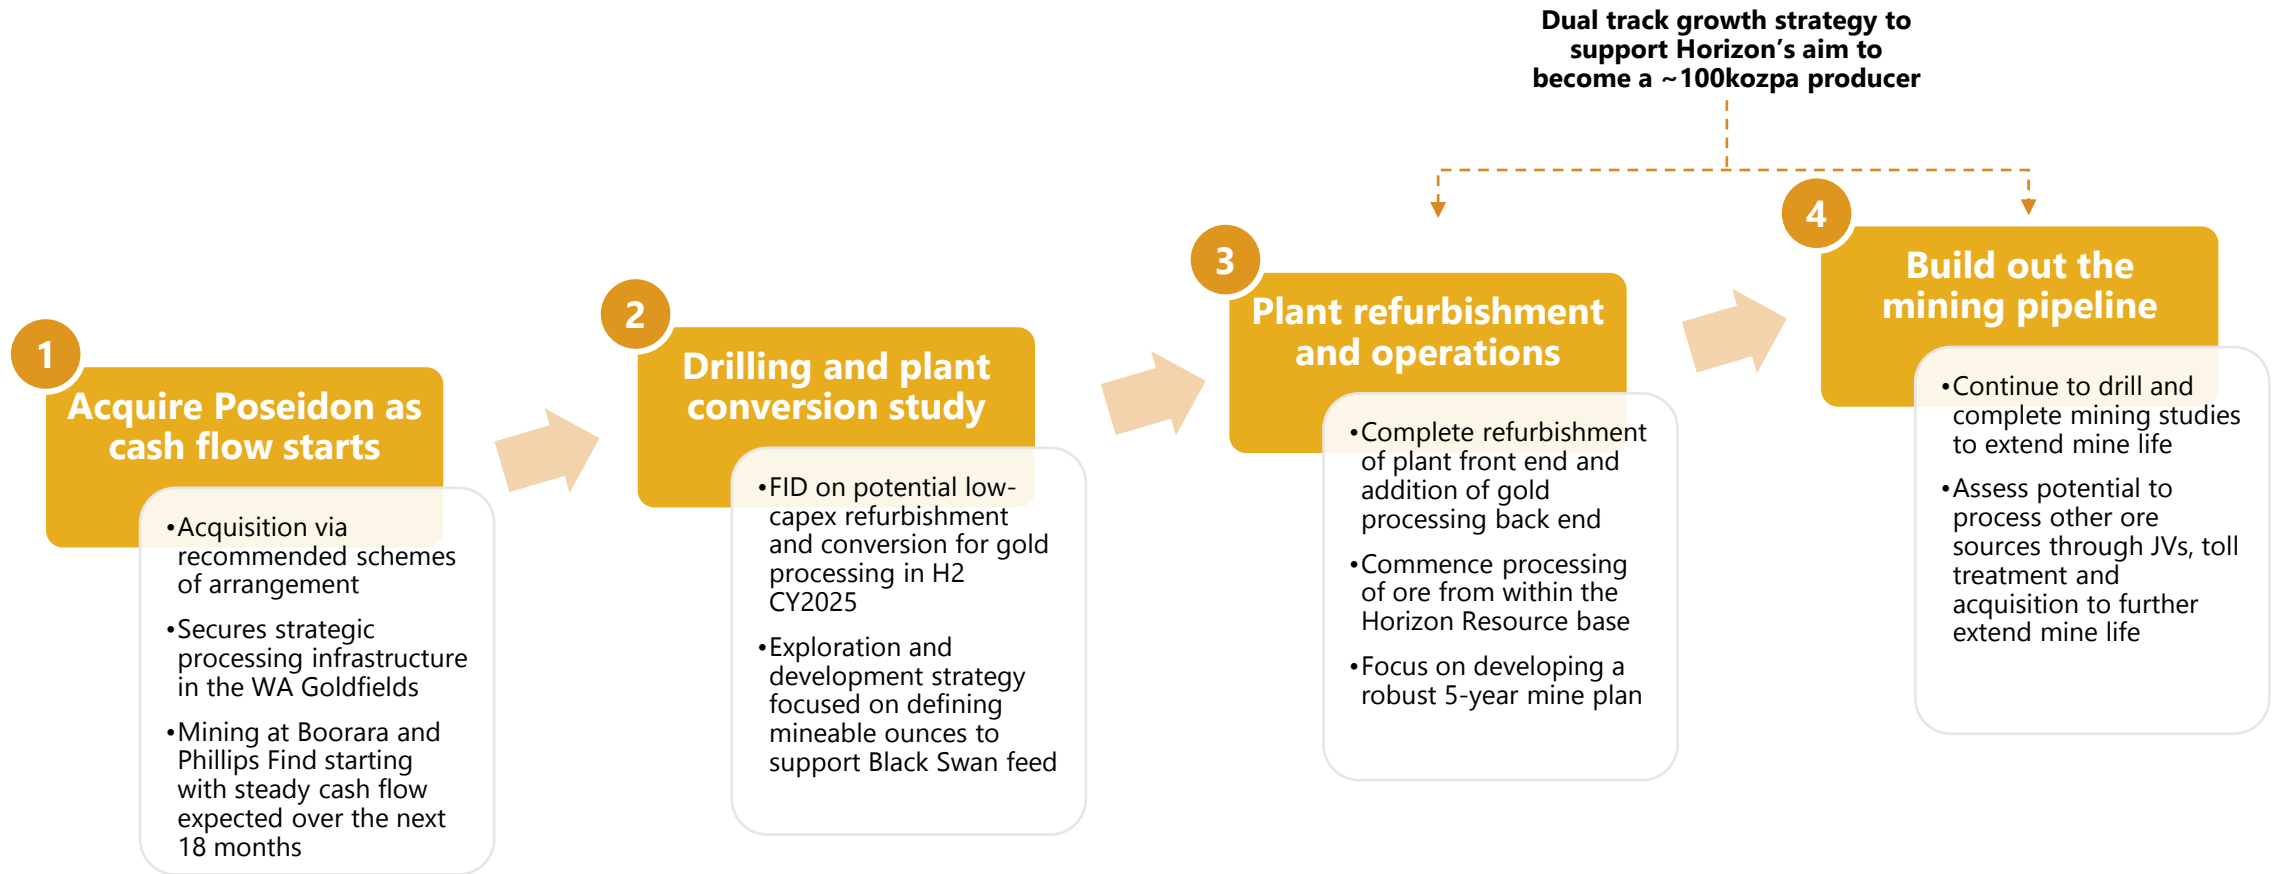 Dual track growth strategy to
support Horizon’s aim to
become a ~100kozpa producer
1
Acquire Poseidon as
cash flow starts
•Acquisition via
recommended schemes
of arrangement
•Secures strategic
processing infrastructure
in the WA Goldfields
•Mining at Boorara and
Phillips Find starting
with steady cash flow
expected over the next
18 months
2
Drilling and plant
conversion study
•FID on potential low-
capex refurbishment
and conversion for gold
processing in H2
CY2025
•Exploration and
development strategy
focused on defining
mineable ounces to
support Black Swan feed
3
Plant refurbishment
and operations
•Complete refurbishment
of plant front end and
addition of gold
processing back end
•Commence processing
of ore from within the
Horizon Resource base
•Focus on developing a
robust 5-year mine plan
4
Build out the
mining pipeline
•Continue to drill and
complete mining studies
to extend mine life
•Assess potential to
process other ore
sources through JVs, toll
treatment and
acquisition to further
extend mine life